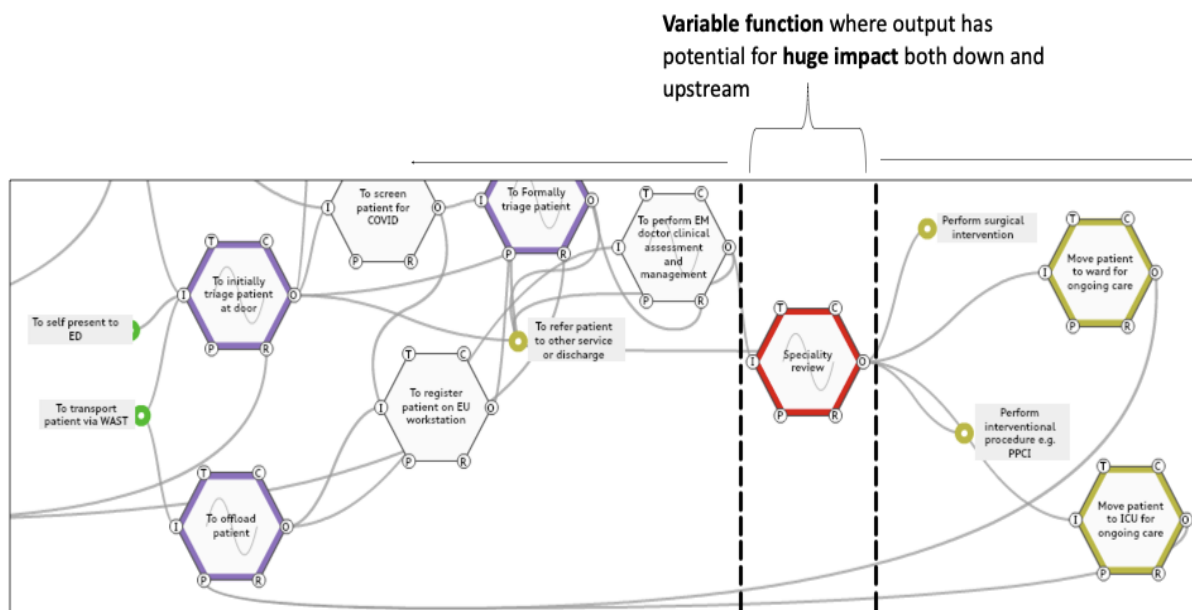 Variable function where output has
potential for huge impact both down and
upstream
To screen
patient for
COVID
I
O
P
R
To Formally
triage patient
I
O
P
R
T
C
To perform EM
doctor clinical
assessment
and
management
I
O
P
R
T
C
To initially
triage patient
at door
I
O
P
R
To self present to
ED
To transport
patient via WAST
To refer patient
to other service
or discharge
T
C
To register
patient on EU
workstation
I
O
P
R
T
C
To offload
patient
I
O
P
R
T
C
Speciality
review
I
O
P
R
Perform surgical
intervention
T
C
Move patient
to ward for
ongoing care
I
O
P
R
Perform
interventional
procedure e.g.
PPCI
T
C
Move patient
to ICU for
ongoing care
I
O
P
R